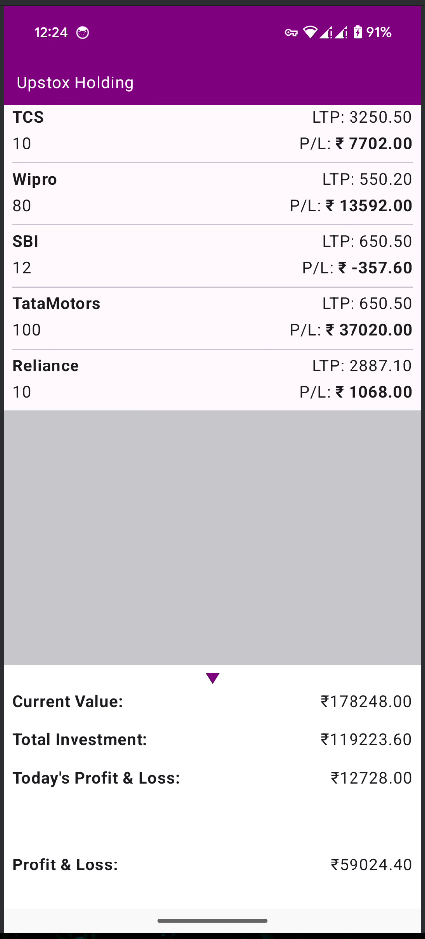 12:24 91%
Upstox Holding
TCS LTP: 3250.50
10 P/L: ₹ 7702.00
Wipro LTP: 550.20
80 P/L: ₹ 13592.00
SBI LTP: 650.50
12 P/L: ₹ -357.60
TataMotors LTP: 650.50
100 P/L: ₹ 37020.00
Reliance LTP: 2887.10
10 P/L: ₹ 1068.00
Current Value: ₹178248.00
Total Investment: ₹119223.60
Today's Profit & Loss: ₹12728.00
Profit & Loss: ₹59024.40